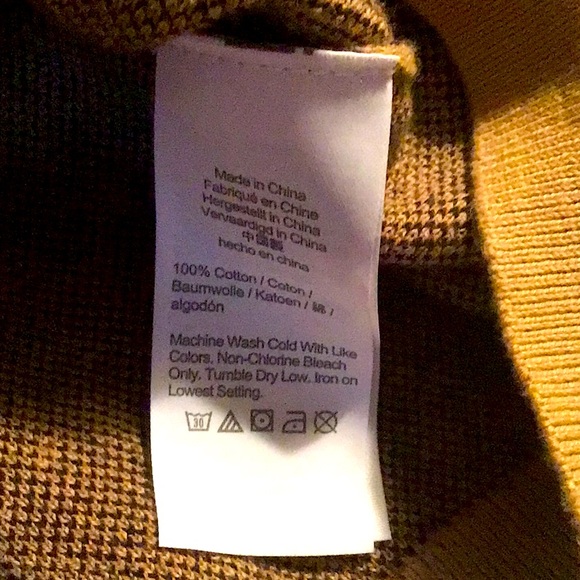 Made in China
Fabriqué en Chine
Hergestellt in China
Vervaardigd in China
中国製
hecho en china
100% Cotton / Coton /
Baumwolle / Katoen / 綿 /
algodón
Machine Wash Cold With Like
Colors. Non-Chlorine Bleach
Only. Tumble Dry Low. Iron on
Lowest Setting.
30